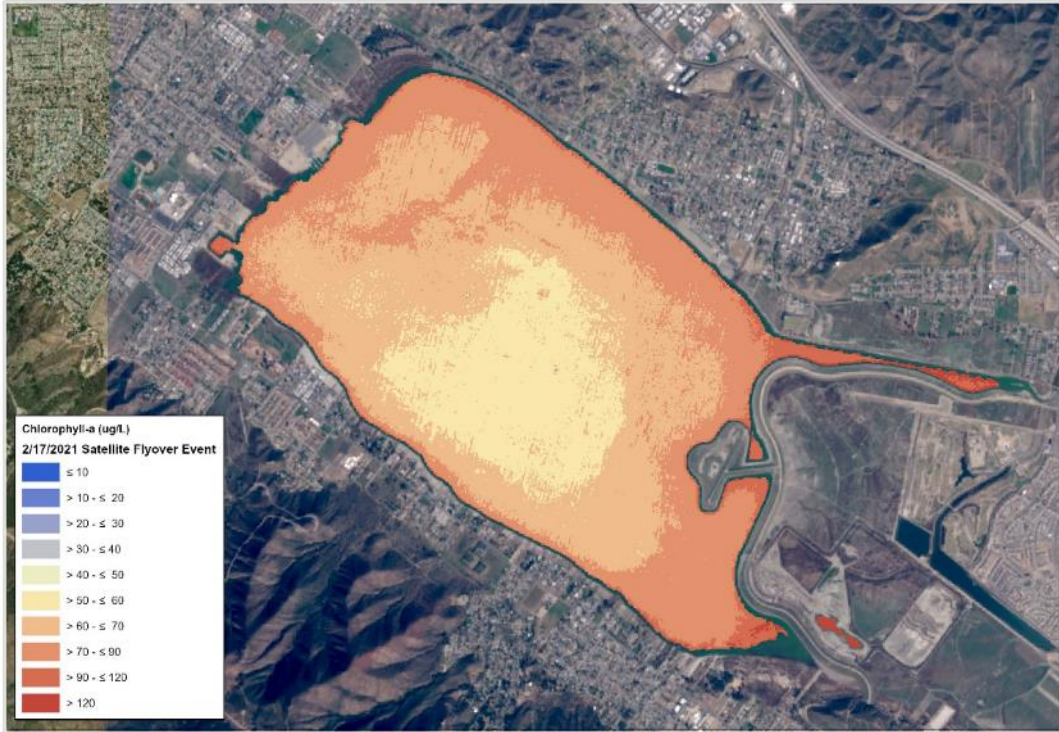 Chlorophyll-a (ug/L)
2/17/2021 Satellite Flyover Event
≤ 10
> 10 - ≤ 20
> 20 - ≤ 30
> 30 - ≤ 40
> 40 - ≤ 50
> 50 - ≤ 60
> 60 - ≤ 70
> 70 - ≤ 90
> 90 - ≤ 120
> 120